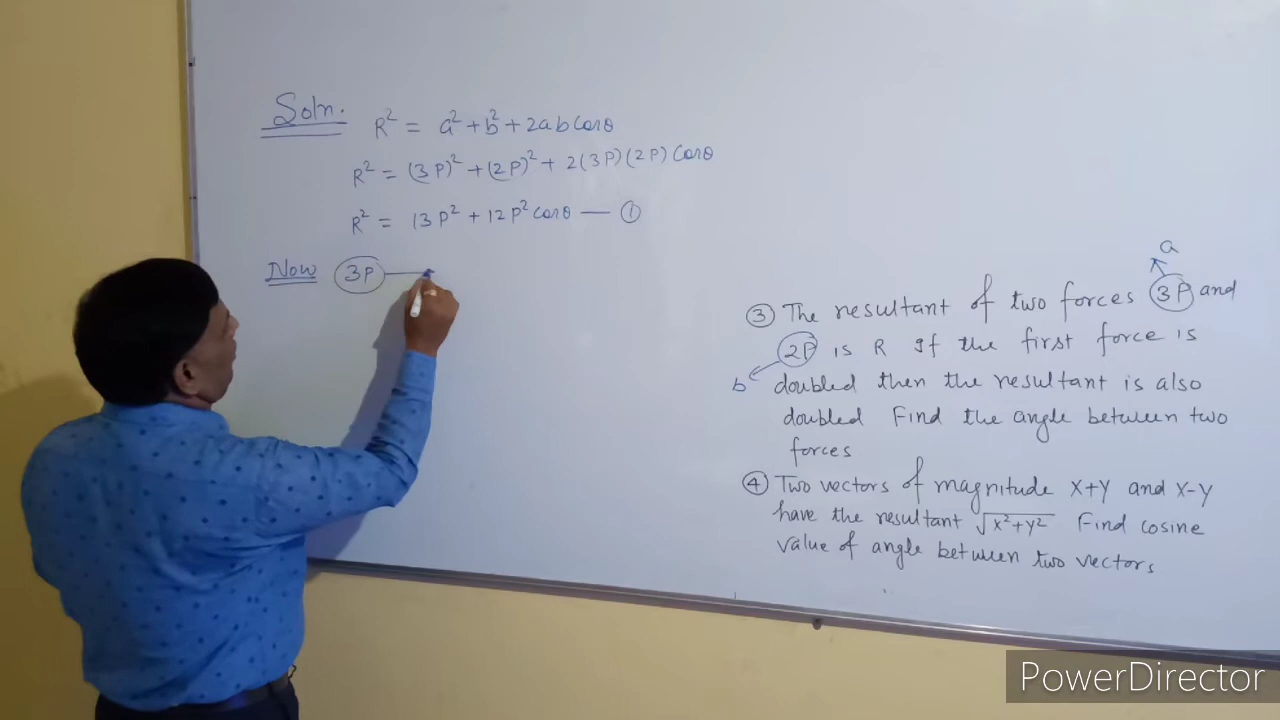 Soln. R² = a² + b² + 2ab Cosθ
R² = (3P)² + (2P)² + 2(3P)(2P) Cosθ
R² = 13P² + 12P² cosθ — ①
Now 3P
a
③ The resultant of two forces 3P and
2P is R If the first force is
b doubled then the resultant is also
doubled Find the angle between two
forces
④ Two vectors of magnitude X+Y and X-Y
have the resultant √X²+Y² Find cosine
value of angle between two vectors
PowerDirector